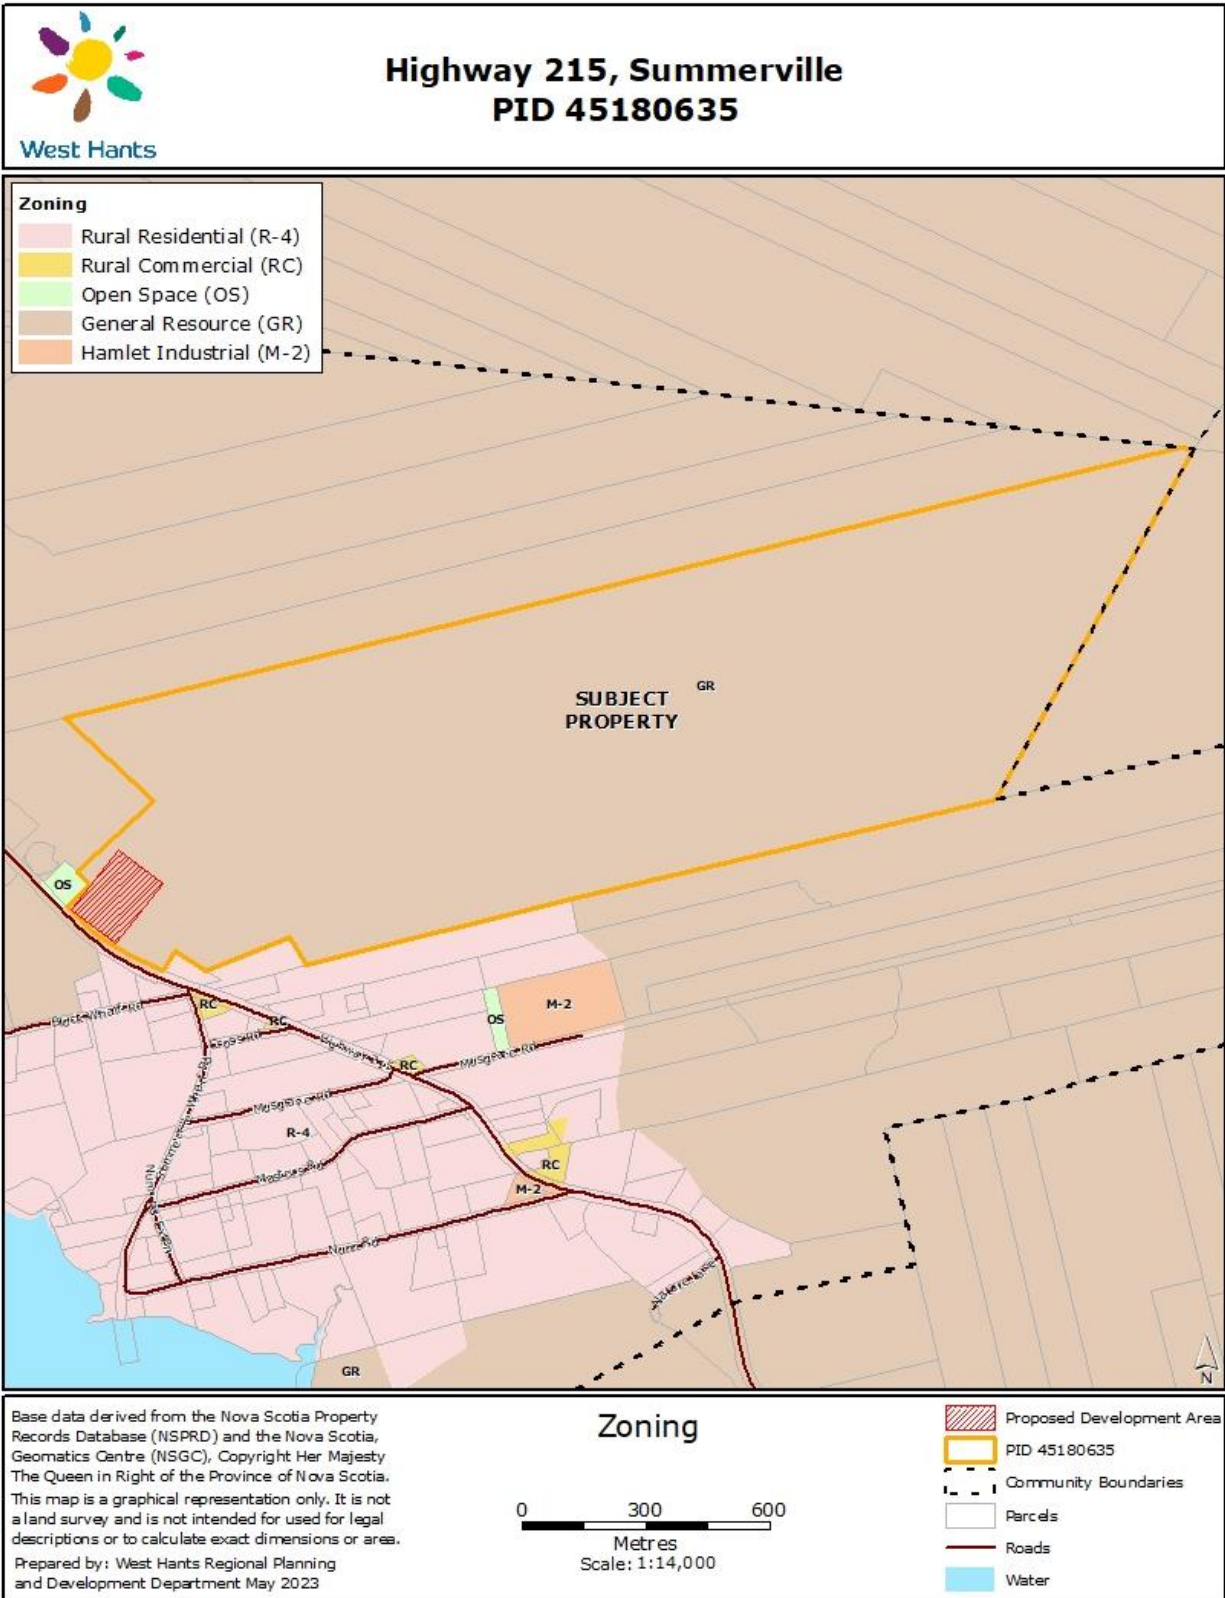 Highway 215, Summerville
PID 45180635
West Hants
Zoning
Rural Residential (R-4)
Rural Commercial (RC)
Open Space (OS)
General Resource (GR)
Hamlet Industrial (M-2)
SUBJECT
PROPERTY
GR
OS
RC
RC
OS
M-2
RC
Musgrave Rd
Musgrave Rd
R-4
RC
M-2
GR
N
Base data derived from the Nova Scotia Property
Records Database (NSPRD) and the Nova Scotia,
Geomatics Centre (NSGC), Copyright Her Majesty
The Queen in Right of the Province of Nova Scotia.
This map is a graphical representation only. It is not
a land survey and is not intended for used for legal
descriptions or to calculate exact dimensions or area.
Prepared by: West Hants Regional Planning
and Development Department May 2023
Zoning
0 300 600
Metres
Scale: 1:14,000
Proposed Development Area
PID 45180635
Community Boundaries
Parcels
Roads
Water